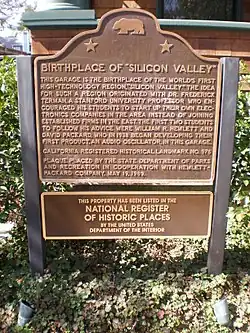 BIRTHPLACE OF "SILICON VALLEY"
THIS GARAGE IS THE BIRTHPLACE OF THE WORLD'S FIRST
HIGH-TECHNOLOGY REGION, "SILICON VALLEY." THE IDEA
FOR SUCH A REGION ORIGINATED WITH DR. FREDERICK
TERMAN, A STANFORD UNIVERSITY PROFESSOR WHO EN-
COURAGED HIS STUDENTS TO START UP THEIR OWN ELEC-
TRONICS COMPANIES IN THE AREA INSTEAD OF JOINING
ESTABLISHED FIRMS IN THE EAST. THE FIRST TWO STUDENTS
TO FOLLOW HIS ADVICE WERE WILLIAM R. HEWLETT AND
DAVID PACKARD, WHO IN 1938 BEGAN DEVELOPING THEIR
FIRST PRODUCT, AN AUDIO OSCILLATOR, IN THIS GARAGE.
CALIFORNIA REGISTERED HISTORICAL LANDMARK NO. 976
PLAQUE PLACED BY THE STATE DEPARTMENT OF PARKS
AND RECREATION IN COOPERATION WITH HEWLETT-
PACKARD COMPANY, MAY 19, 1989.
THIS PROPERTY HAS BEEN LISTED IN THE
NATIONAL REGISTER
OF HISTORIC PLACES
BY THE UNITED STATES
DEPARTMENT OF THE INTERIOR